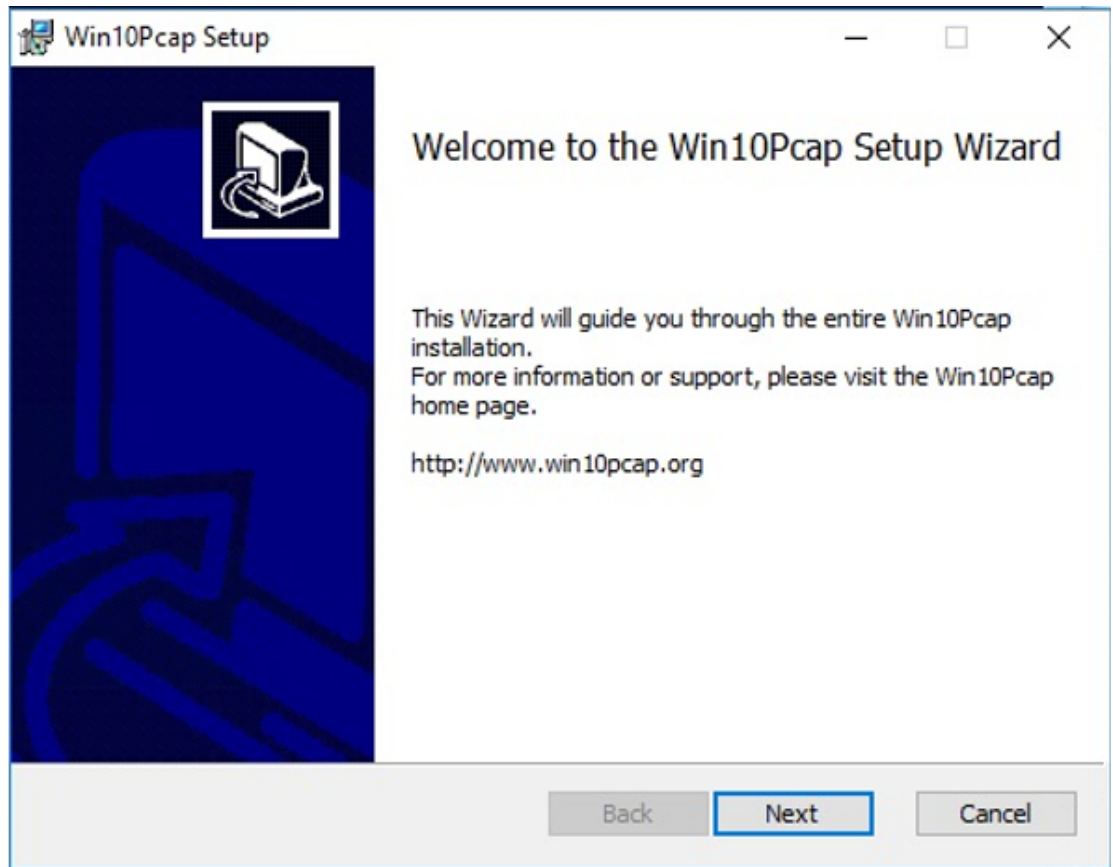 Win10Pcap Setup
Welcome to the Win10Pcap Setup Wizard
This Wizard will guide you through the entire Win10Pcap
installation.
For more information or support, please visit the Win10Pcap
home page.
http://www.win10pcap.org
Back Next Cancel